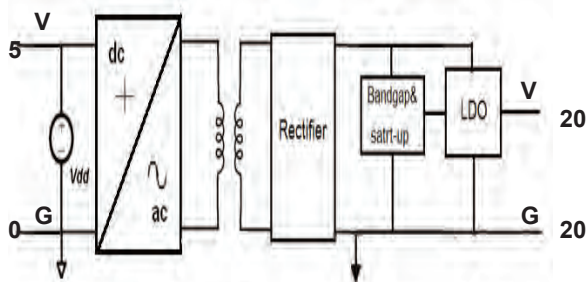 V
5
dc
+
Vdd
ac
0 G
Rectifier
Bandgap&
satrt-up
LDO
V
20
G 20